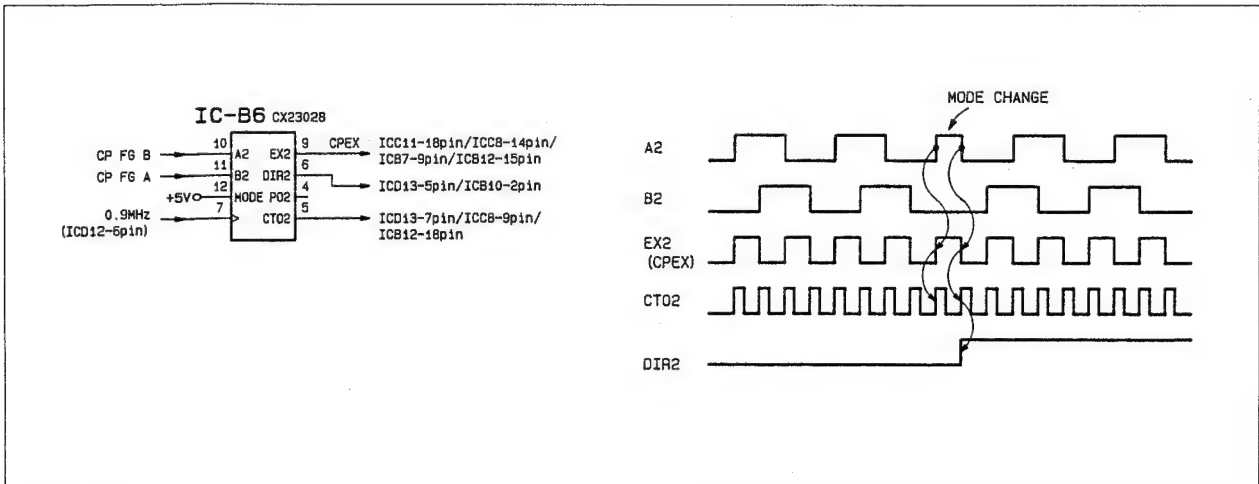 IC-B6 CX23028
10 9 CPEX ICC11-18pin/ICC8-14pin/
CP FG B A2 EX2 ICB7-9pin/ICB12-15pin
11 6
CP FG A B2 DIR2 ICD13-5pin/ICB10-2pin
12 4
+5V MODE PO2
7 5
0.9MHz CTO2 ICD13-7pin/ICC8-9pin/
(ICD12-6pin) ICB12-18pin
MODE CHANGE
A2
B2
EX2
(CPEX)
CTO2
DIR2